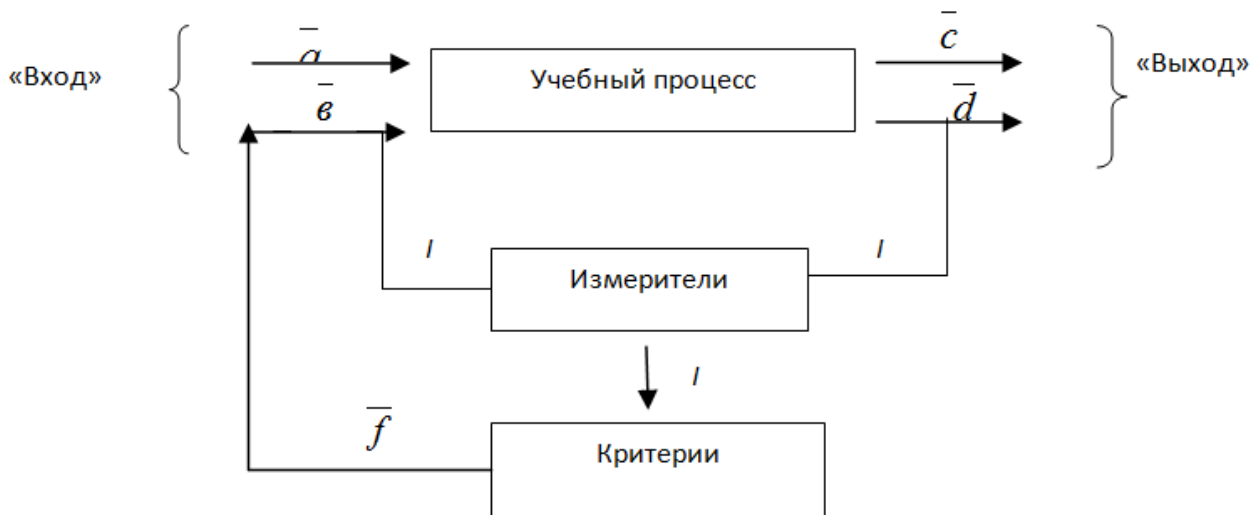 a̅
c̅
«Вход»
Учебный процесс
«Выход»
в̅
d̅
I
I
Измерители
I
f̅
Критерии